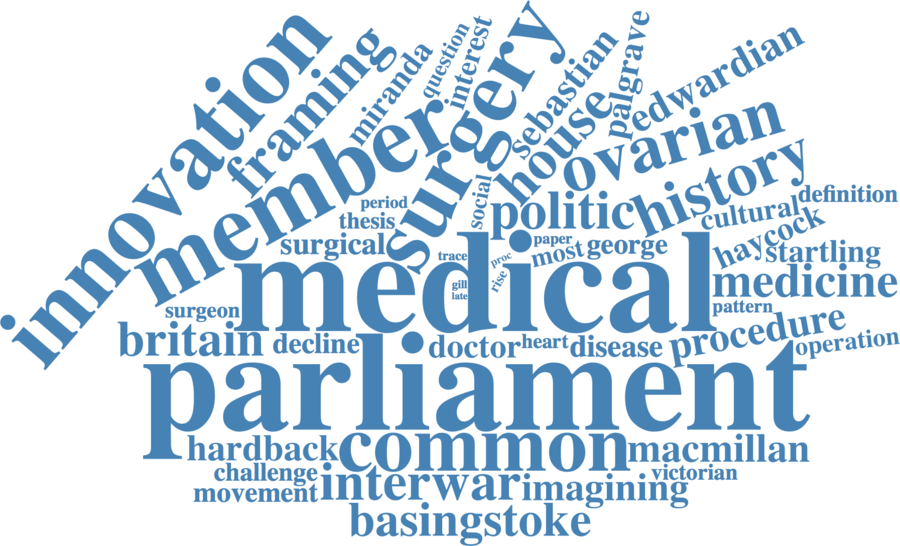 innovation
framing
miranda
question
interest
member
surgery
sebastian
palgrave
house
edwardian
ovarian
period
thesis
surgical
social
politic
history
cultural
definition
medical
trace
proc
paper
most
george
haycock
startling
gill
late
rise
medicine
surgeon
pattern
britain
decline
doctor
heart
disease
procedure
operation
parliament
hardback
common
macmillan
challenge
victorian
movement
interwar
imagining
basingstoke